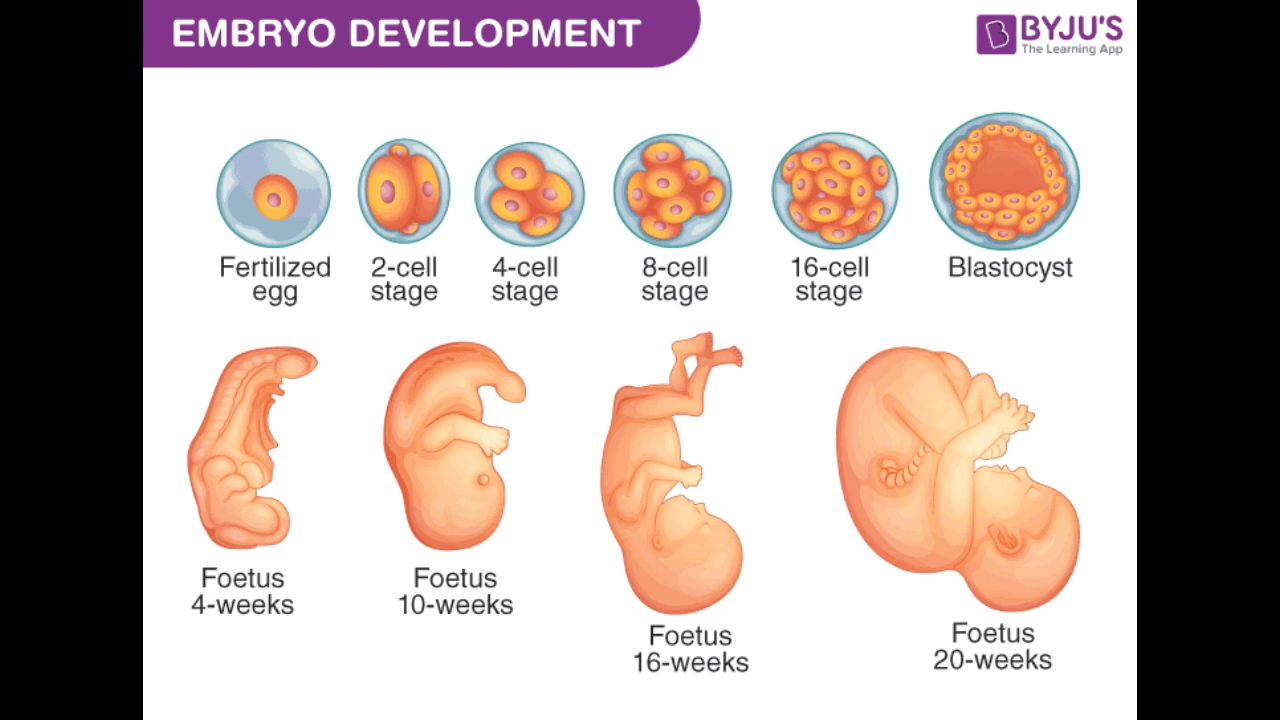 EMBRYO DEVELOPMENT
BYJU'S
The Learning App
Fertilized
egg
2-cell
stage
4-cell
stage
8-cell
stage
16-cell
stage
Blastocyst
Foetus
4-weeks
Foetus
10-weeks
Foetus
16-weeks
Foetus
20-weeks